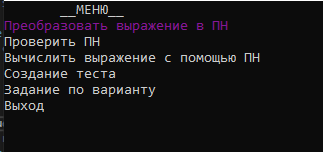 __МЕНЮ__
Преобразовать выражение в ПН
Проверить ПН
Вычислить выражение с помощью ПН
Создание теста
Задание по варианту
Выход